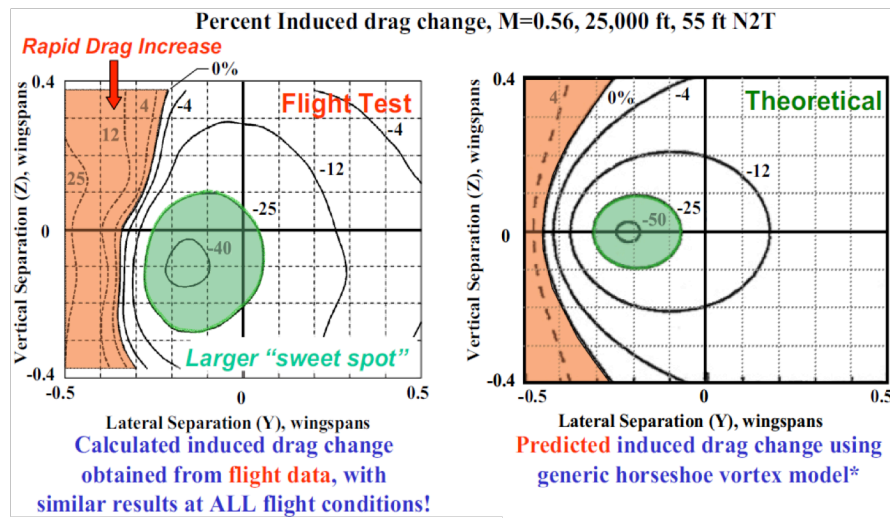 Percent Induced drag change, M=0.56, 25,000 ft, 55 ft N2T
Rapid Drag Increase
0.4
0
-0.4
Vertical Separation (Z), wingspans
0%
4
-4
12
25
Flight Test
-4
-12
-25
-40
Larger “sweet spot”
-0.5
0
0.5
Lateral Separation (Y), wingspans
Calculated induced drag change
obtained from flight data, with
similar results at ALL flight conditions!
0.4
0
-0.4
Vertical Separation (Z), wingspans
4
0%
-4
Theoretical
-12
-25
-50
-0.5
0
0.5
Lateral Separation (Y), wingspans
Predicted induced drag change using
generic horseshoe vortex model*